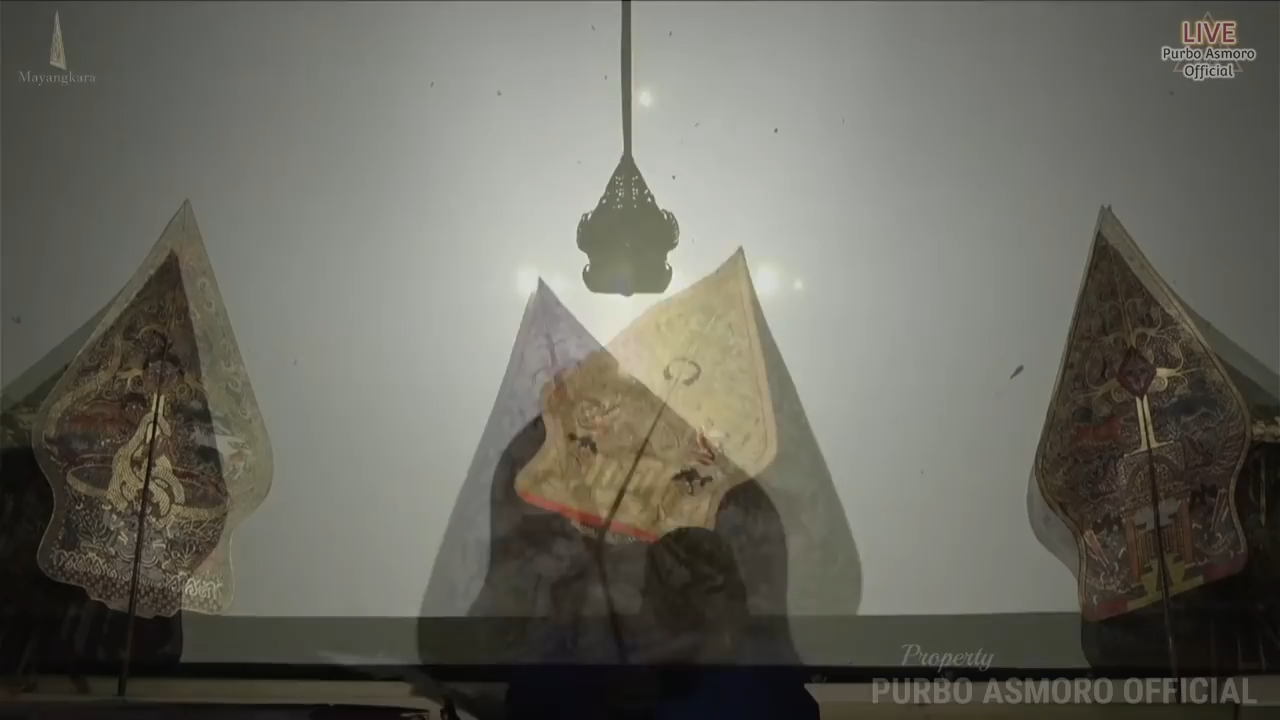 Mayangkara
LIVE
Purbo Asmoro
Official
Property
PURBO ASMORO OFFICIAL